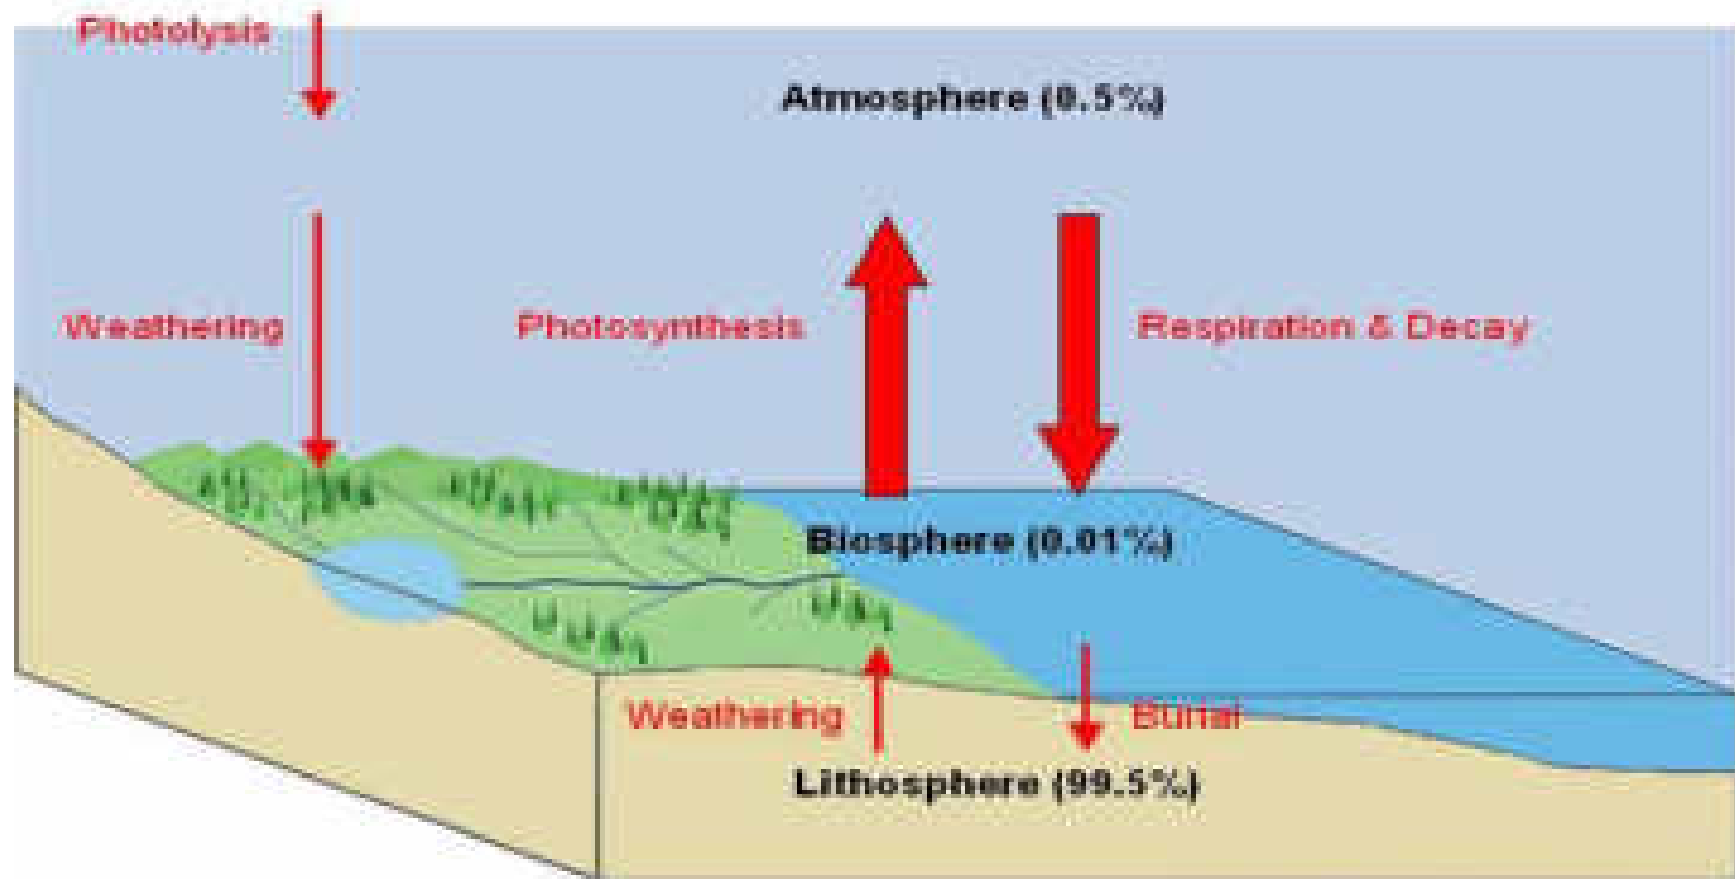 Photolysis
Atmosphere (0.5%)
Weathering
Photosynthesis
Respiration & Decay
Biosphere (0.01%)
Weathering
Burial
Lithosphere (99.5%)